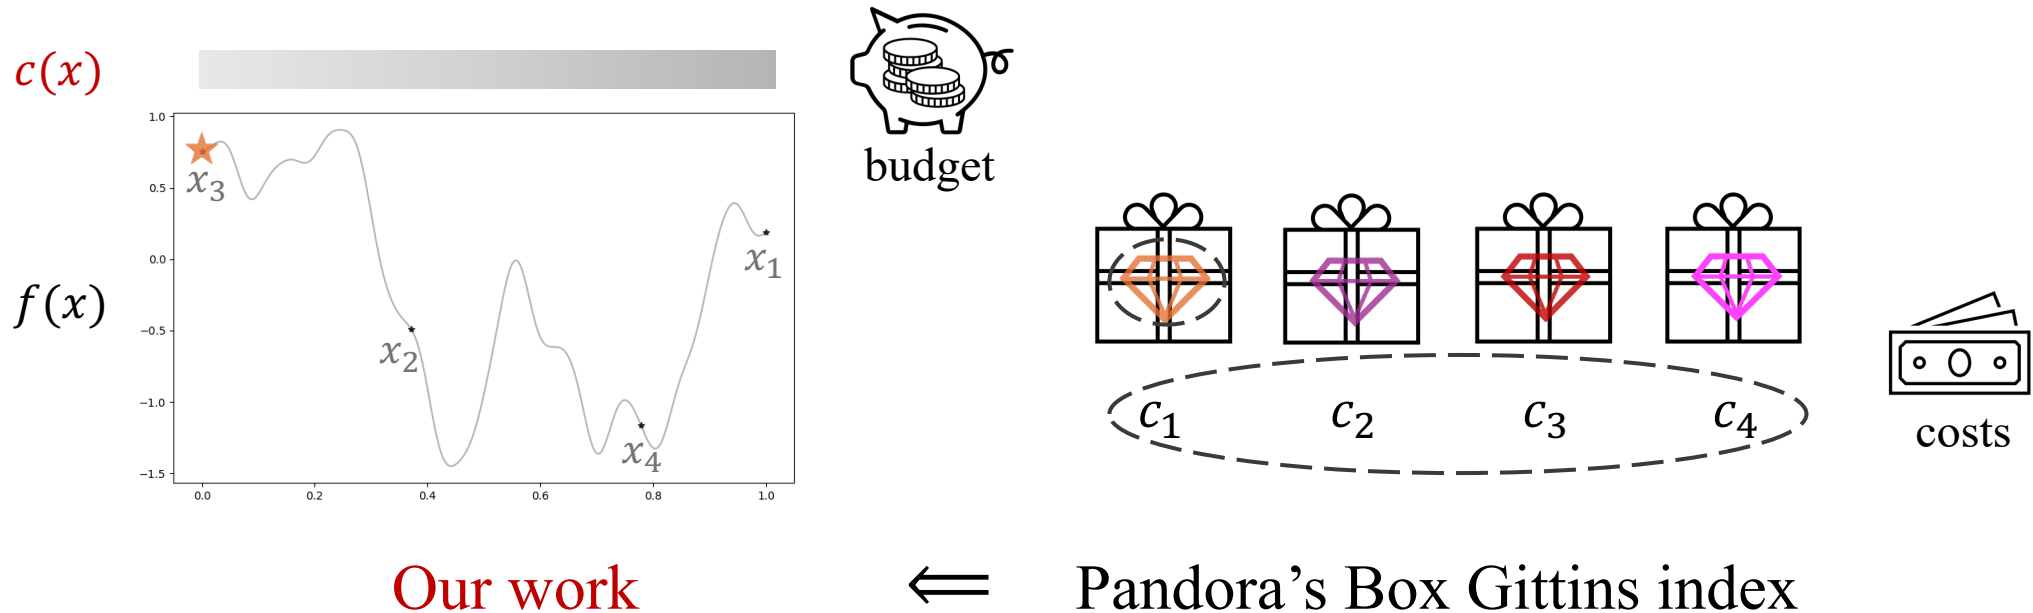 c(x)
budget
f(x)
1.0
0.5
0.0
−0.5
−1.0
−1.5
0.0 0.2 0.4 0.6 0.8 1.0
x₃
x₂
x₄
x₁
c₁ c₂ c₃ c₄
costs
Our work ⟸ Pandora’s Box Gittins index